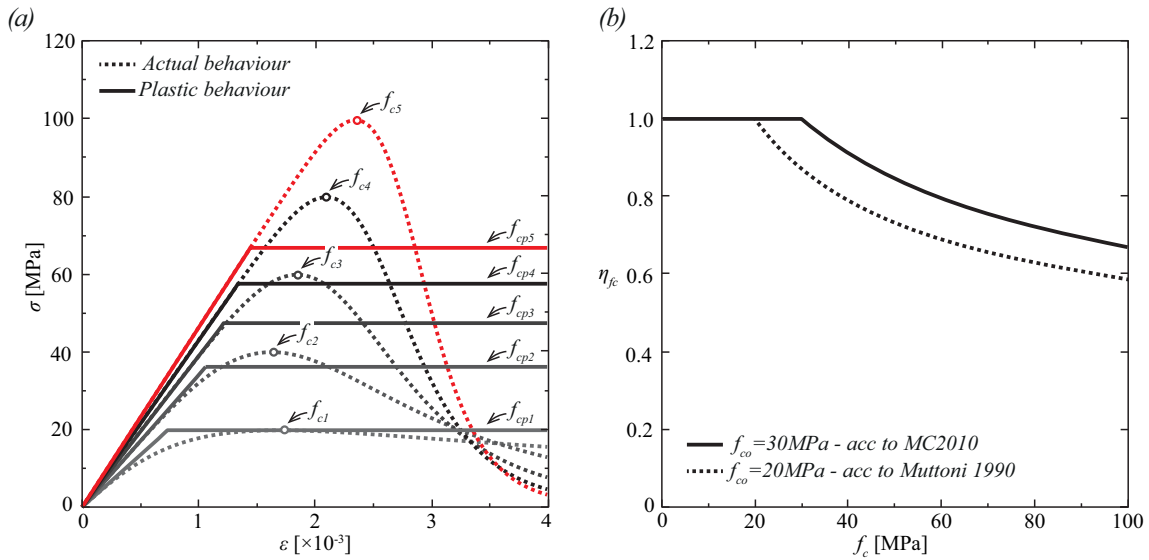 (a)
120
100
80
60
40
20
0
σ [MPa]
Actual behaviour
Plastic behaviour
f_c5
f_c4
f_c3
f_c2
f_c1
f_cp5
f_cp4
f_cp3
f_cp2
f_cp1
0 1 2 3 4
ε [×10⁻³]
(b)
1.2
1.0
0.8
0.6
0.4
0.2
0.0
η_fc
f_co=30MPa - acc to MC2010
f_co=20MPa - acc to Muttoni 1990
0 20 40 60 80 100
f_c [MPa]